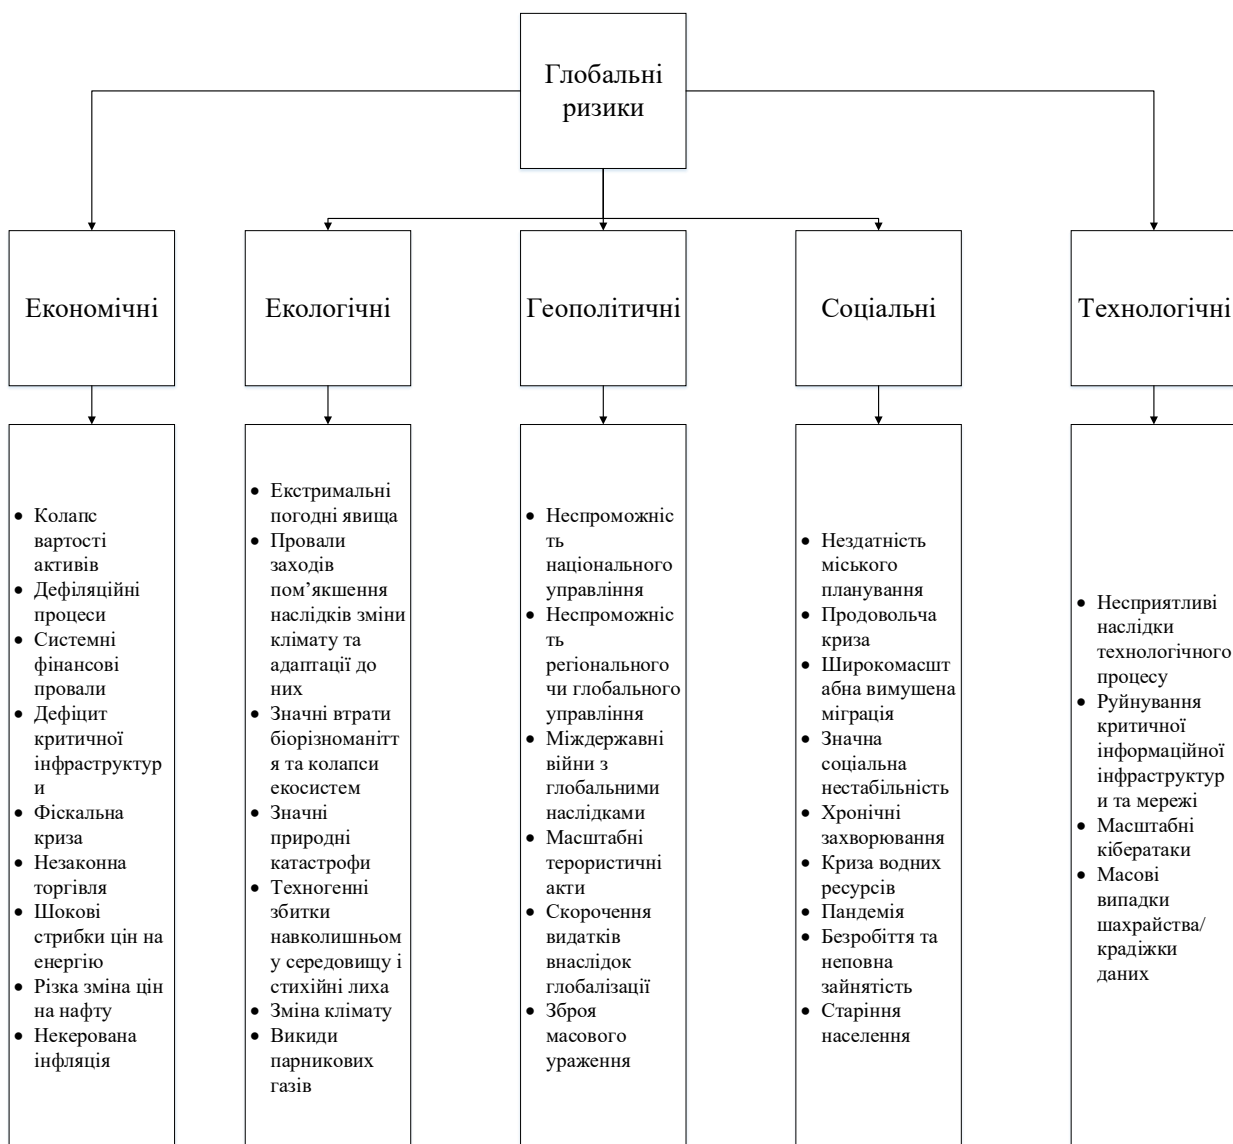 Глобальні
ризики
Економічні
Екологічні
Геополітичні
Соціальні
Технологічні
• Колапс
вартості
активів
• Дефіляційні
процеси
• Системні
фінансові
провали
• Дефіцит
критичної
інфраструктур
и
• Фіскальна
криза
• Незаконна
торгівля
• Шокові
стрибки цін на
енергію
• Різка зміна цін
на нафту
• Некерована
інфляція
• Екстримальні
погодні явища
• Провали
заходів
пом’якшення
наслідків зміни
клімату та
адаптації до
них
• Значні втрати
біорізноманітт
я та колапси
екосистем
• Значні
природні
катастрофи
• Техногенні
збитки
навколишньом
у середовищу і
стихійні лиха
• Зміна клімату
• Викиди
парникових
газів
• Неспроможніс
ть
національного
управління
• Неспроможніс
ть
регіонального
чи глобального
управління
• Міждержавні
війни з
глобальними
наслідками
• Масштабні
терористичні
акти
• Скорочення
видатків
внаслідок
глобалізації
• Зброя
масового
ураження
• Нездатність
міського
планування
• Продовольча
криза
• Широкомасшт
абна вимушена
міграція
• Значна
соціальна
нестабільність
• Хронічні
захворювання
• Криза водних
ресурсів
• Пандемія
• Безробіття та
неповна
зайнятість
• Старіння
населення
• Несприятливі
наслідки
технологічного
процесу
• Руйнування
критичної
інформаційної
інфраструктур
и та мережі
• Масштабні
кібератаки
• Масові
випадки
шахрайства/
крадіжки
даних